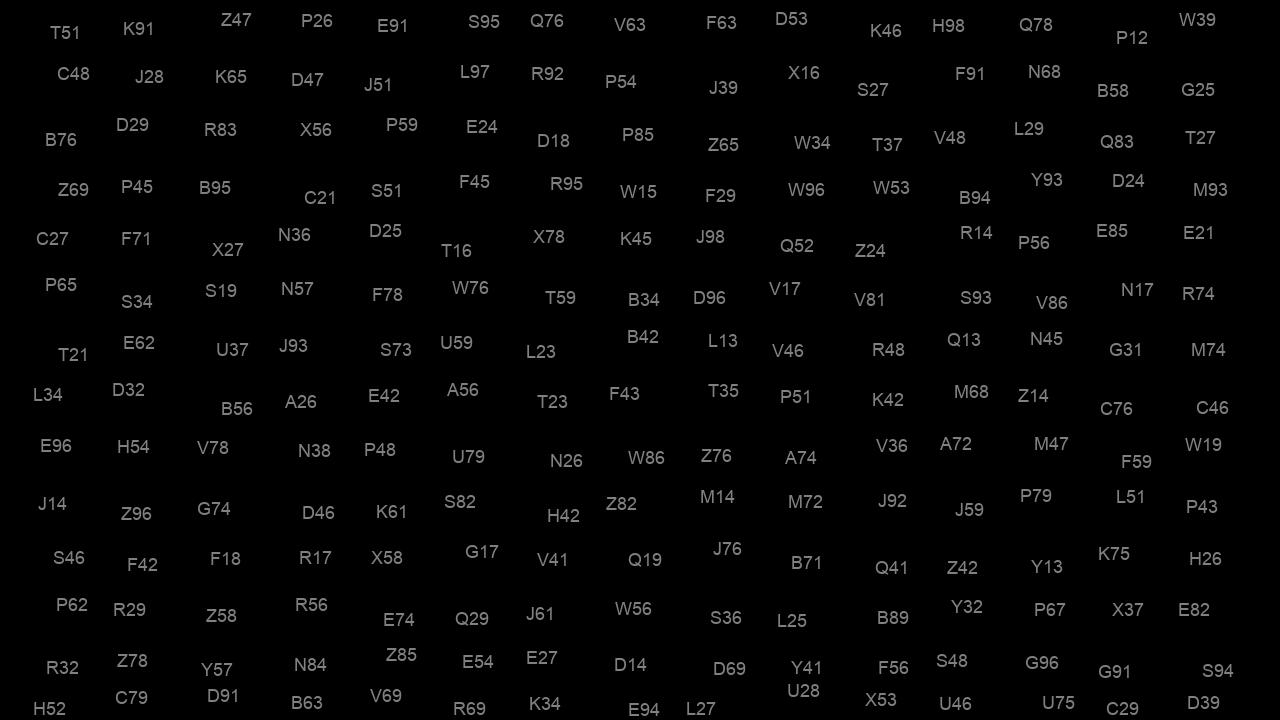 T51 K91 Z47 P26 E91 S95 Q76 V63 F63 D53 K46 H98 Q78 P12 W39
C48 J28 K65 D47 J51 L97 R92 P54 J39 X16 S27 F91 N68 B58 G25
B76 D29 R83 X56 P59 E24 D18 P85 Z65 W34 T37 V48 L29 Q83 T27
Z69 P45 B95 C21 S51 F45 R95 W15 F29 W96 W53 B94 Y93 D24 M93
C27 F71 X27 N36 D25 T16 X78 K45 J98 Q52 Z24 R14 P56 E85 E21
P65 S34 S19 N57 F78 W76 T59 B34 D96 V17 V81 S93 V86 N17 R74
T21 E62 U37 J93 S73 U59 L23 B42 L13 V46 R48 Q13 N45 G31 M74
L34 D32 B56 A26 E42 A56 T23 F43 T35 P51 K42 M68 Z14 C76 C46
E96 H54 V78 N38 P48 U79 N26 W86 Z76 A74 V36 A72 M47 F59 W19
J14 Z96 G74 D46 K61 S82 H42 Z82 M14 M72 J92 J59 P79 L51 P43
S46 F42 F18 R17 X58 G17 V41 Q19 J76 B71 Q41 Z42 Y13 K75 H26
P62 R29 Z58 R56 E74 Q29 J61 W56 S36 L25 B89 Y32 P67 X37 E82
R32 Z78 Y57 N84 Z85 E54 E27 D14 D69 Y41 F56 S48 G96 G91 S94
H52 C79 D91 B63 V69 R69 K34 E94 L27 U28 X53 U46 U75 C29 D39